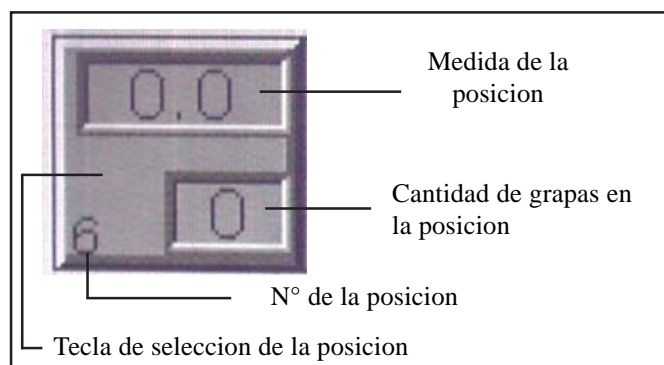 0.0
Medida de la
posicion
Cantidad de grapas en
la posicion
0
6
N° de la posicion
Tecla de seleccion de la posicion